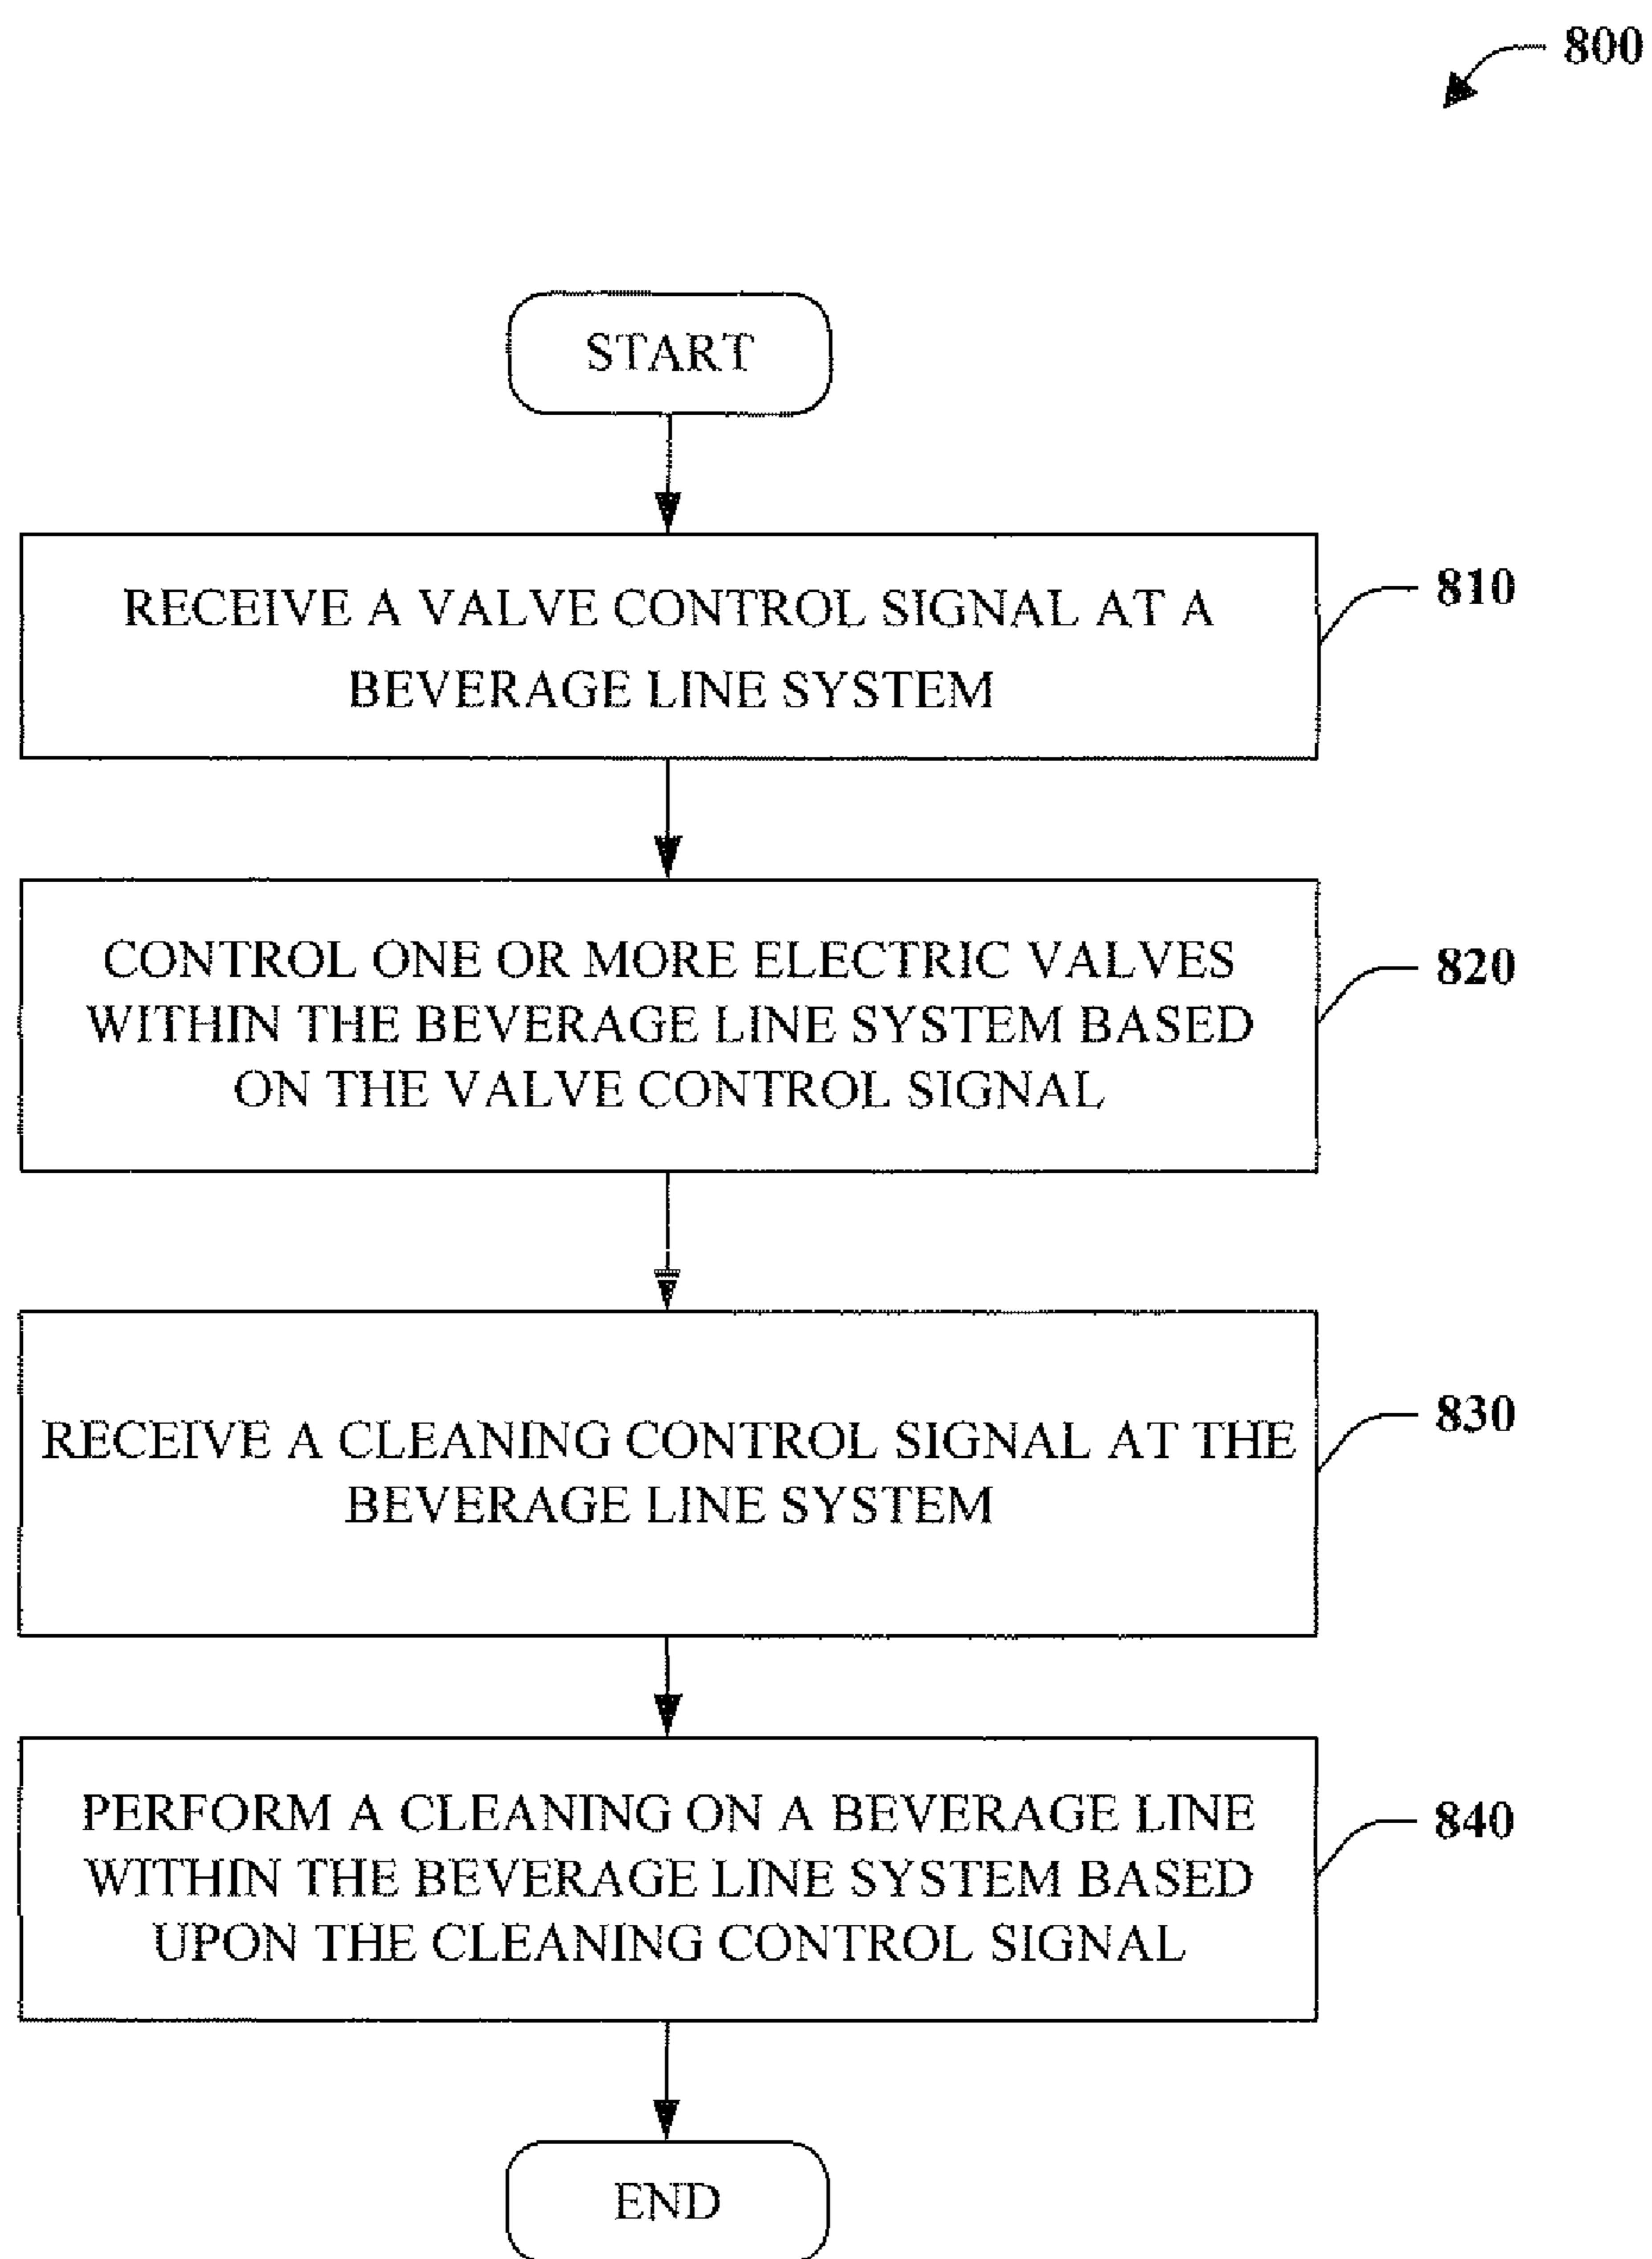 800
START
RECEIVE A VALVE CONTROL SIGNAL AT A
BEVERAGE LINE SYSTEM
810
CONTROL ONE OR MORE ELECTRIC VALVES
WITHIN THE BEVERAGE LINE SYSTEM BASED
ON THE VALVE CONTROL SIGNAL
820
RECEIVE A CLEANING CONTROL SIGNAL AT THE
BEVERAGE LINE SYSTEM
830
PERFORM A CLEANING ON A BEVERAGE LINE
WITHIN THE BEVERAGE LINE SYSTEM BASED
UPON THE CLEANING CONTROL SIGNAL
840
END